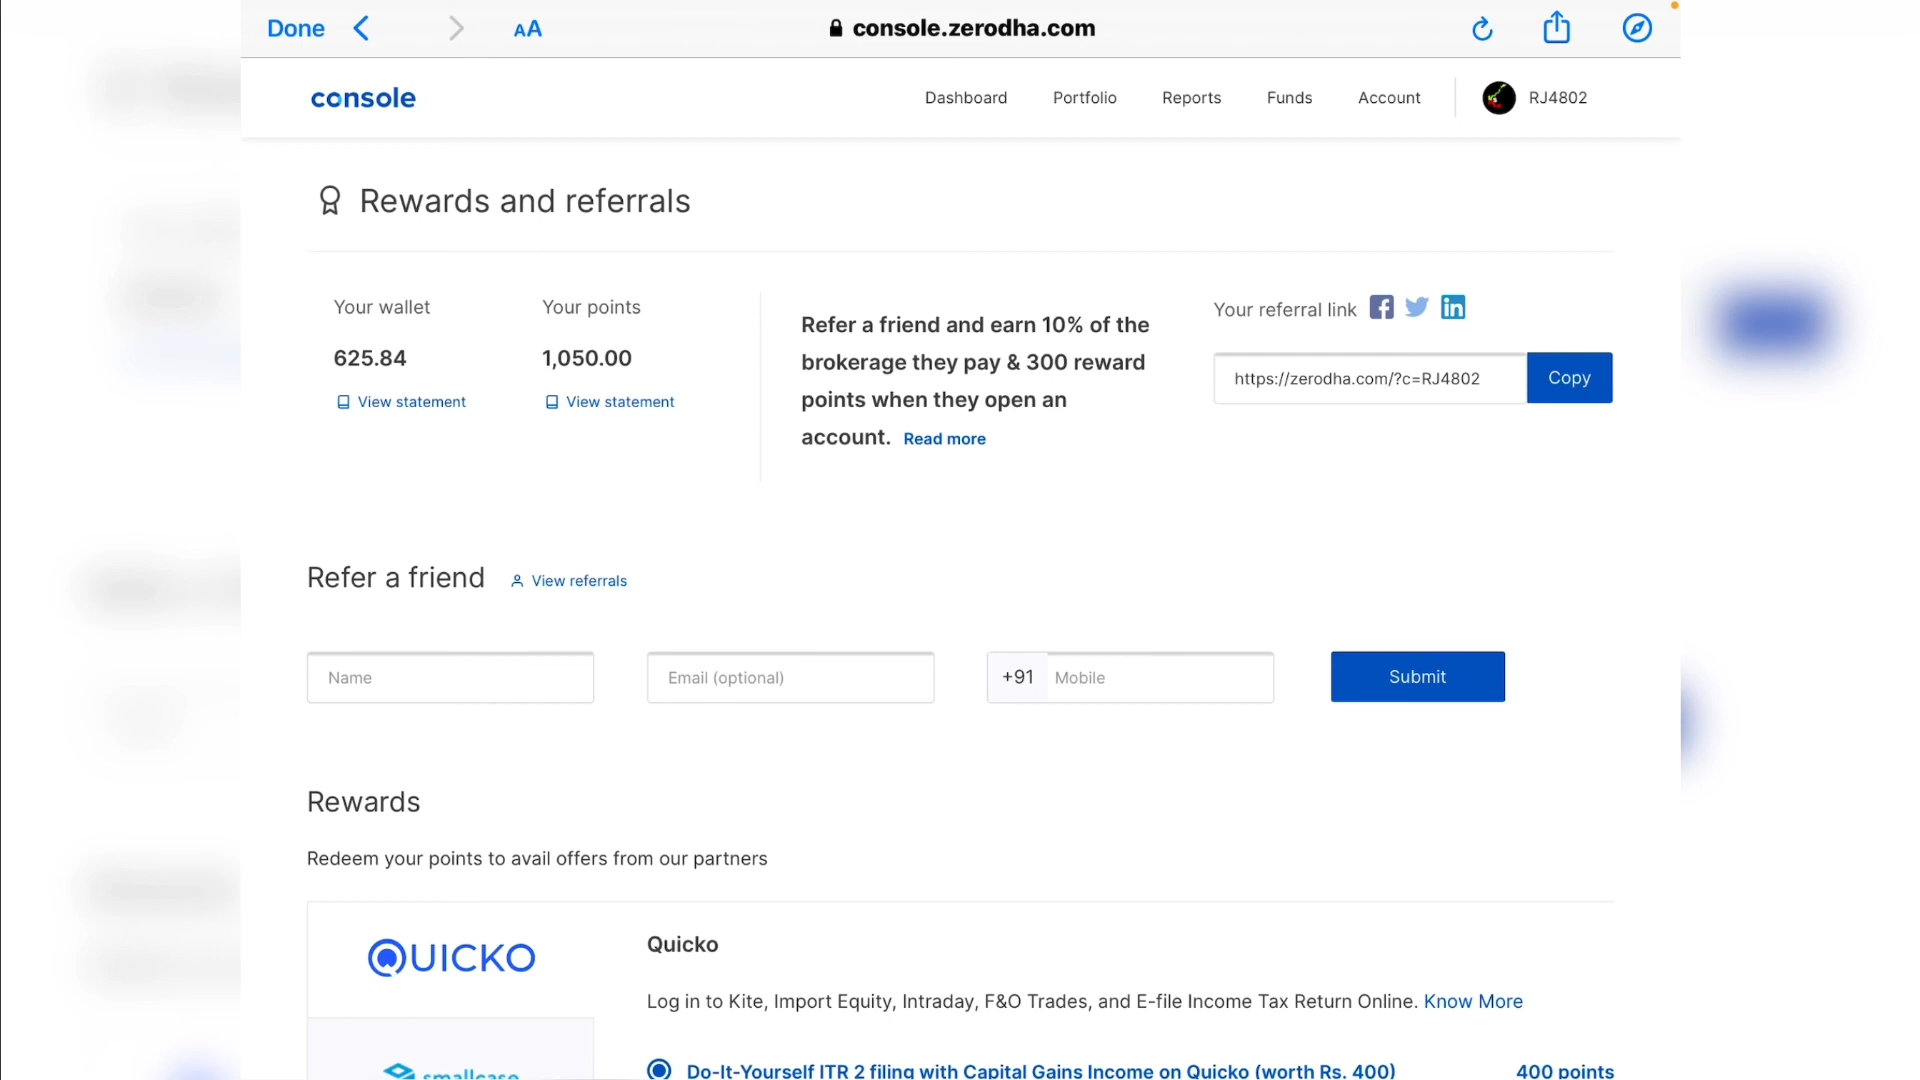 Done
AA
console.zerodha.com
console
Dashboard
Portfolio
Reports
Funds
Account
RJ4802
Rewards and referrals
Your wallet
625.84
View statement
Your points
1,050.00
View statement
Refer a friend and earn 10% of the
brokerage they pay & 300 reward
points when they open an
account. Read more
Your referral link
https://zerodha.com/?c=RJ4802
Copy
Refer a friend
View referrals
Name
Email (optional)
+91
Mobile
Submit
Rewards
Redeem your points to avail offers from our partners
QUICKO
Quicko
Log in to Kite, Import Equity, Intraday, F&O Trades, and E-file Income Tax Return Online. Know More
smallcase
Do-It-Yourself ITR 2 filing with Capital Gains Income on Quicko (worth Rs. 400)
400 points